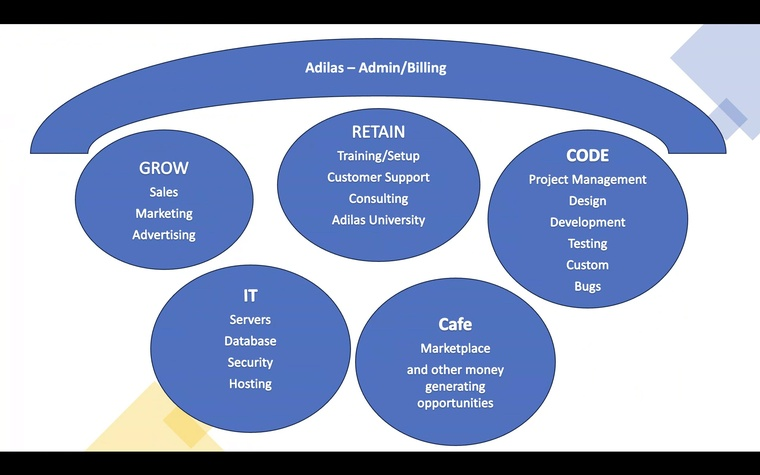 Adilas – Admin/Billing
GROW
Sales
Marketing
Advertising
RETAIN
Training/Setup
Customer Support
Consulting
Adilas University
CODE
Project Management
Design
Development
Testing
Custom
Bugs
IT
Servers
Database
Security
Hosting
Cafe
Marketplace
and other money
generating
opportunities